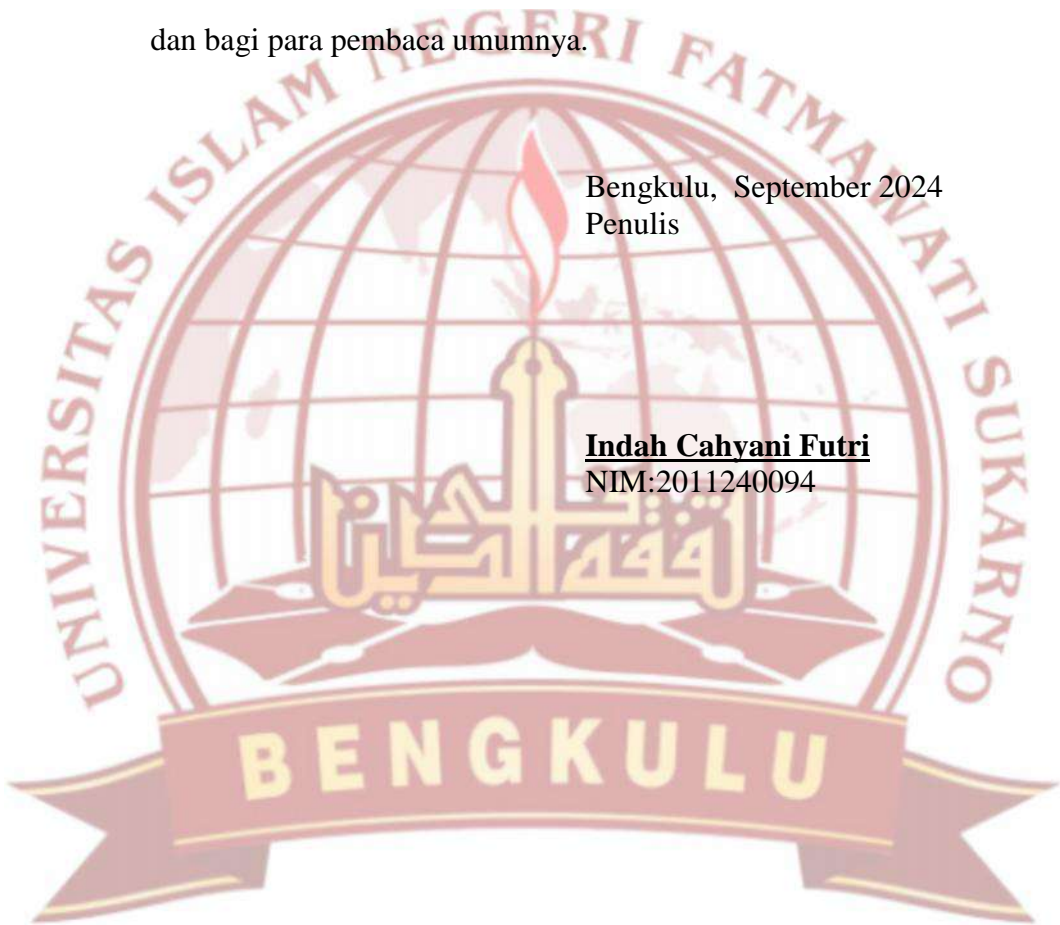 dan bagi para pembaca umumnya.
UNIVERSITAS ISLAM NEGERI FATMAWATI SUKARNO
Bengkulu,  September 2024
Penulis
Indah Cahyani Futri
NIM:2011240094
BENGKULU